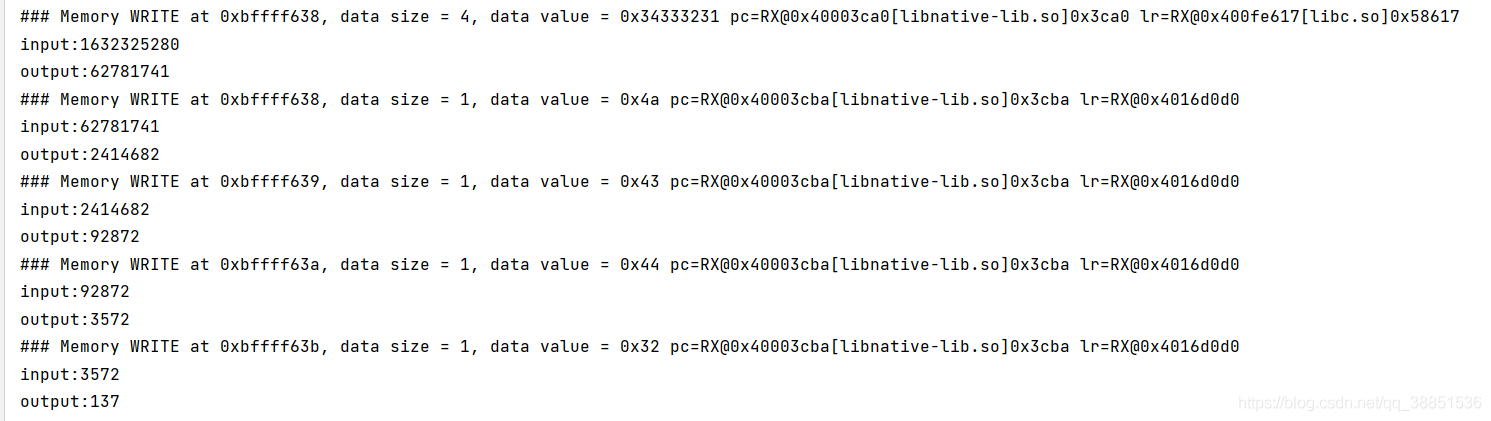 ### Memory WRITE at 0xbffff638, data size = 4, data value = 0x34333231 pc=RX@0x40003ca0[libnative-lib.so]0x3ca0 lr=RX@0x400fe617[libc.so]0x58617
input:1632325280
output:62781741
### Memory WRITE at 0xbffff638, data size = 1, data value = 0x4a pc=RX@0x40003cba[libnative-lib.so]0x3cba lr=RX@0x4016d0d0
input:62781741
output:2414682
### Memory WRITE at 0xbffff639, data size = 1, data value = 0x43 pc=RX@0x40003cba[libnative-lib.so]0x3cba lr=RX@0x4016d0d0
input:2414682
output:92872
### Memory WRITE at 0xbffff63a, data size = 1, data value = 0x44 pc=RX@0x40003cba[libnative-lib.so]0x3cba lr=RX@0x4016d0d0
input:92872
output:3572
### Memory WRITE at 0xbffff63b, data size = 1, data value = 0x32 pc=RX@0x40003cba[libnative-lib.so]0x3cba lr=RX@0x4016d0d0
input:3572
output:137
https://blog.csdn.net/qq_38851536